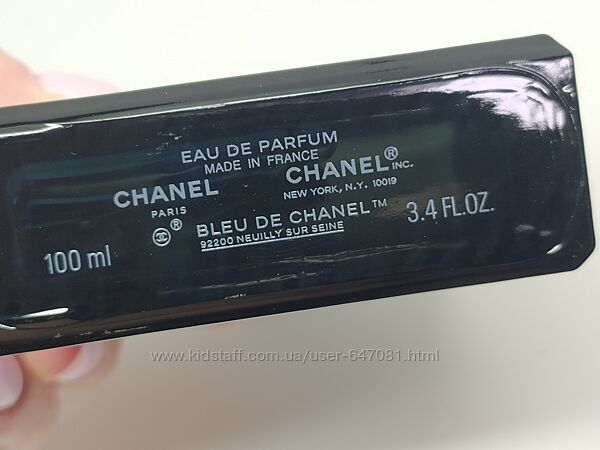 EAU DE PARFUM
MADE IN FRANCE
CHANEL
PARIS
®
CHANEL® INC.
NEW YORK, N.Y. 10019
BLEU DE CHANEL™
92200 NEUILLY SUR SEINE
100 ml
3.4 FL.OZ.
www.kidstaff.com.ua/user-647081.html